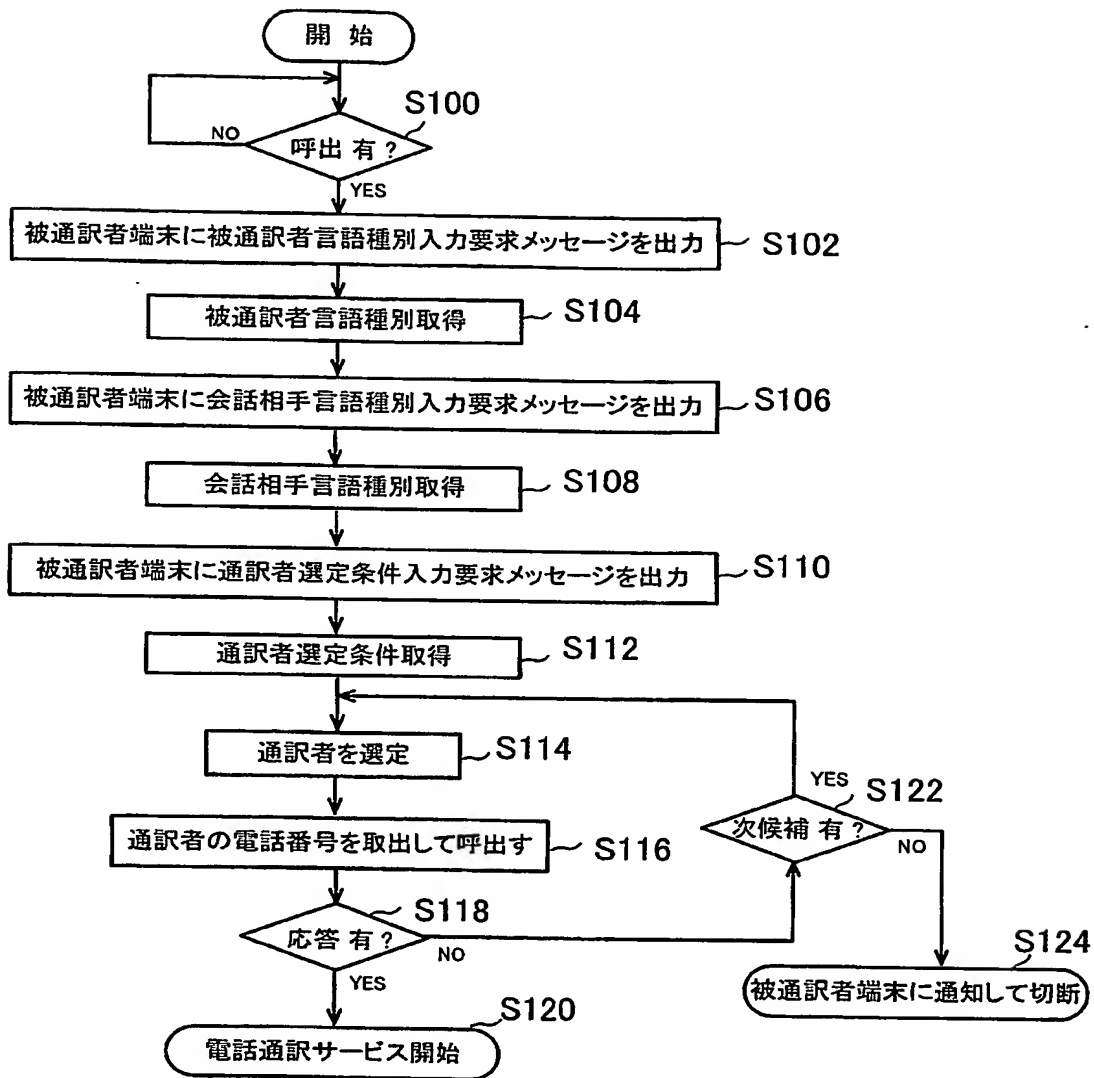 開 始
S100
NO
呼出 有?
YES
被通訳者端末に被通訳者言語種別入力要求メッセージを出力
S102
被通訳者言語種別取得
S104
被通訳者端末に会話相手言語種別入力要求メッセージを出力
S106
会話相手言語種別取得
S108
被通訳者端末に通訳者選定条件入力要求メッセージを出力
S110
通訳者選定条件取得
S112
通訳者を選定
S114
YES
S122
次候補 有?
NO
通訳者の電話番号を取出して呼出す
S116
S118
応答 有?
NO
YES
S124
被通訳者端末に通知して切断
S120
電話通訳サービス開始